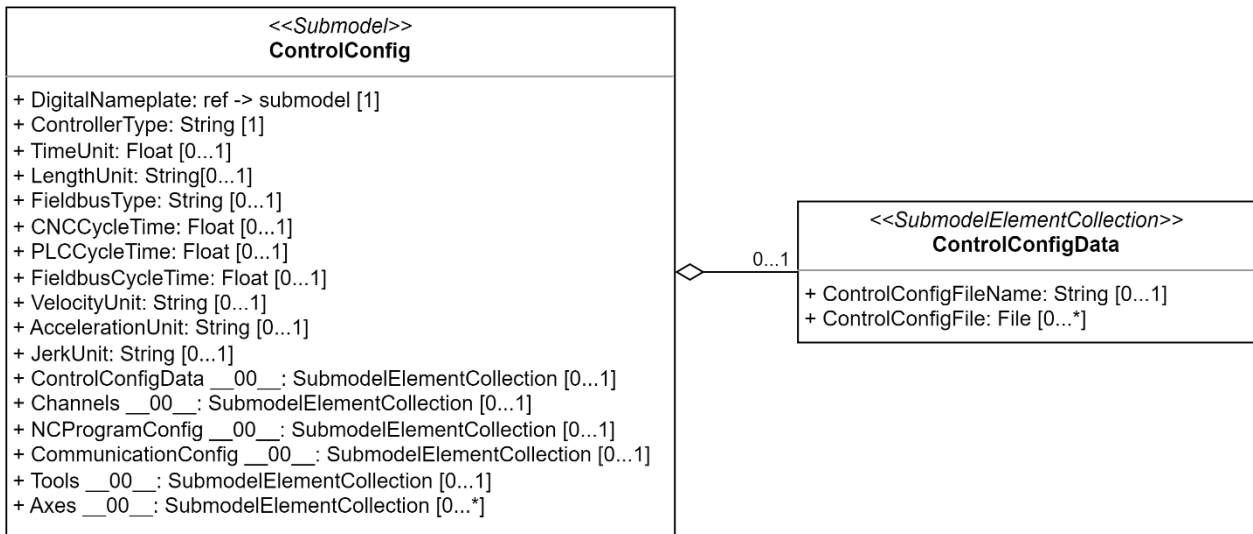 <<Submodel>>
ControlConfig
+ DigitalNameplate: ref -> submodel [1]
+ ControllerType: String [1]
+ TimeUnit: Float [0...1]
+ LengthUnit: String[0...1]
+ FieldbusType: String [0...1]
+ CNCCycleTime: Float [0...1]
+ PLCCycleTime: Float [0...1]
+ FieldbusCycleTime: Float [0...1]
+ VelocityUnit: String [0...1]
+ AccelerationUnit: String [0...1]
+ JerkUnit: String [0...1]
+ ControlConfigData __00__: SubmodelElementCollection [0...1]
+ Channels __00__: SubmodelElementCollection [0...1]
+ NCProgramConfig __00__: SubmodelElementCollection [0...1]
+ CommunicationConfig __00__: SubmodelElementCollection [0...1]
+ Tools __00__: SubmodelElementCollection [0...1]
+ Axes __00__: SubmodelElementCollection [0...*]
0...1
<<SubmodelElementCollection>>
ControlConfigData
+ ControlConfigFileName: String [0...1]
+ ControlConfigFile: File [0...*]